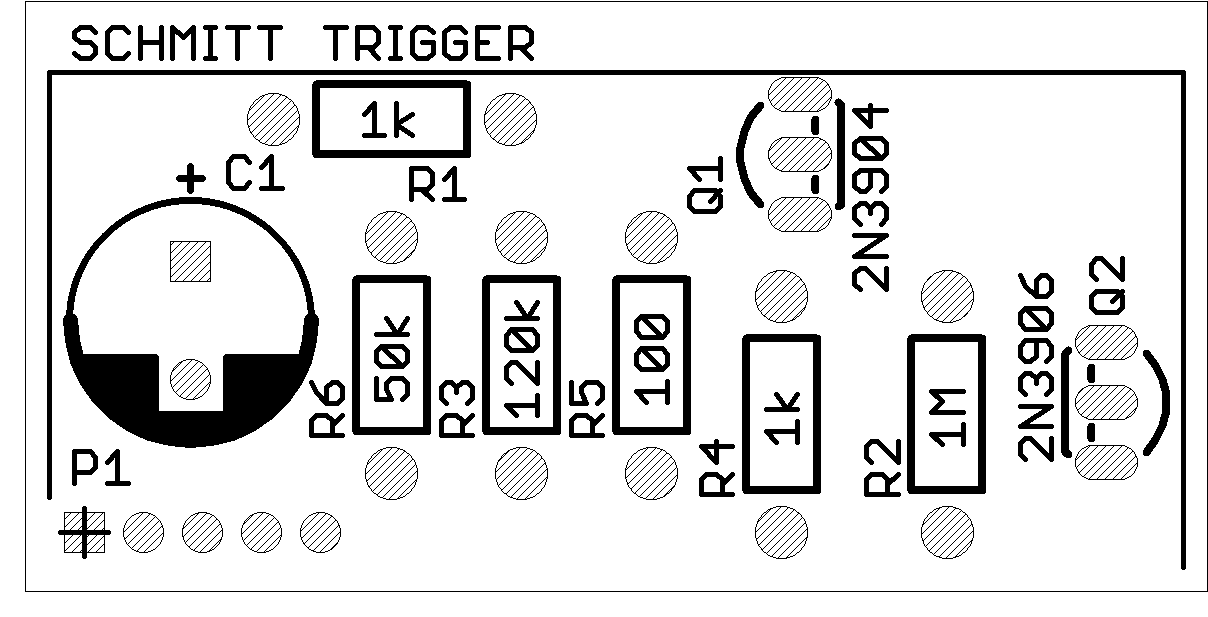 SCHMITT TRIGGER
1k
R1
+ C1
Q1
2N3904
Q2
2N3906
R6
50k
R3
120k
R5
100
R4
1k
R2
1M
P1